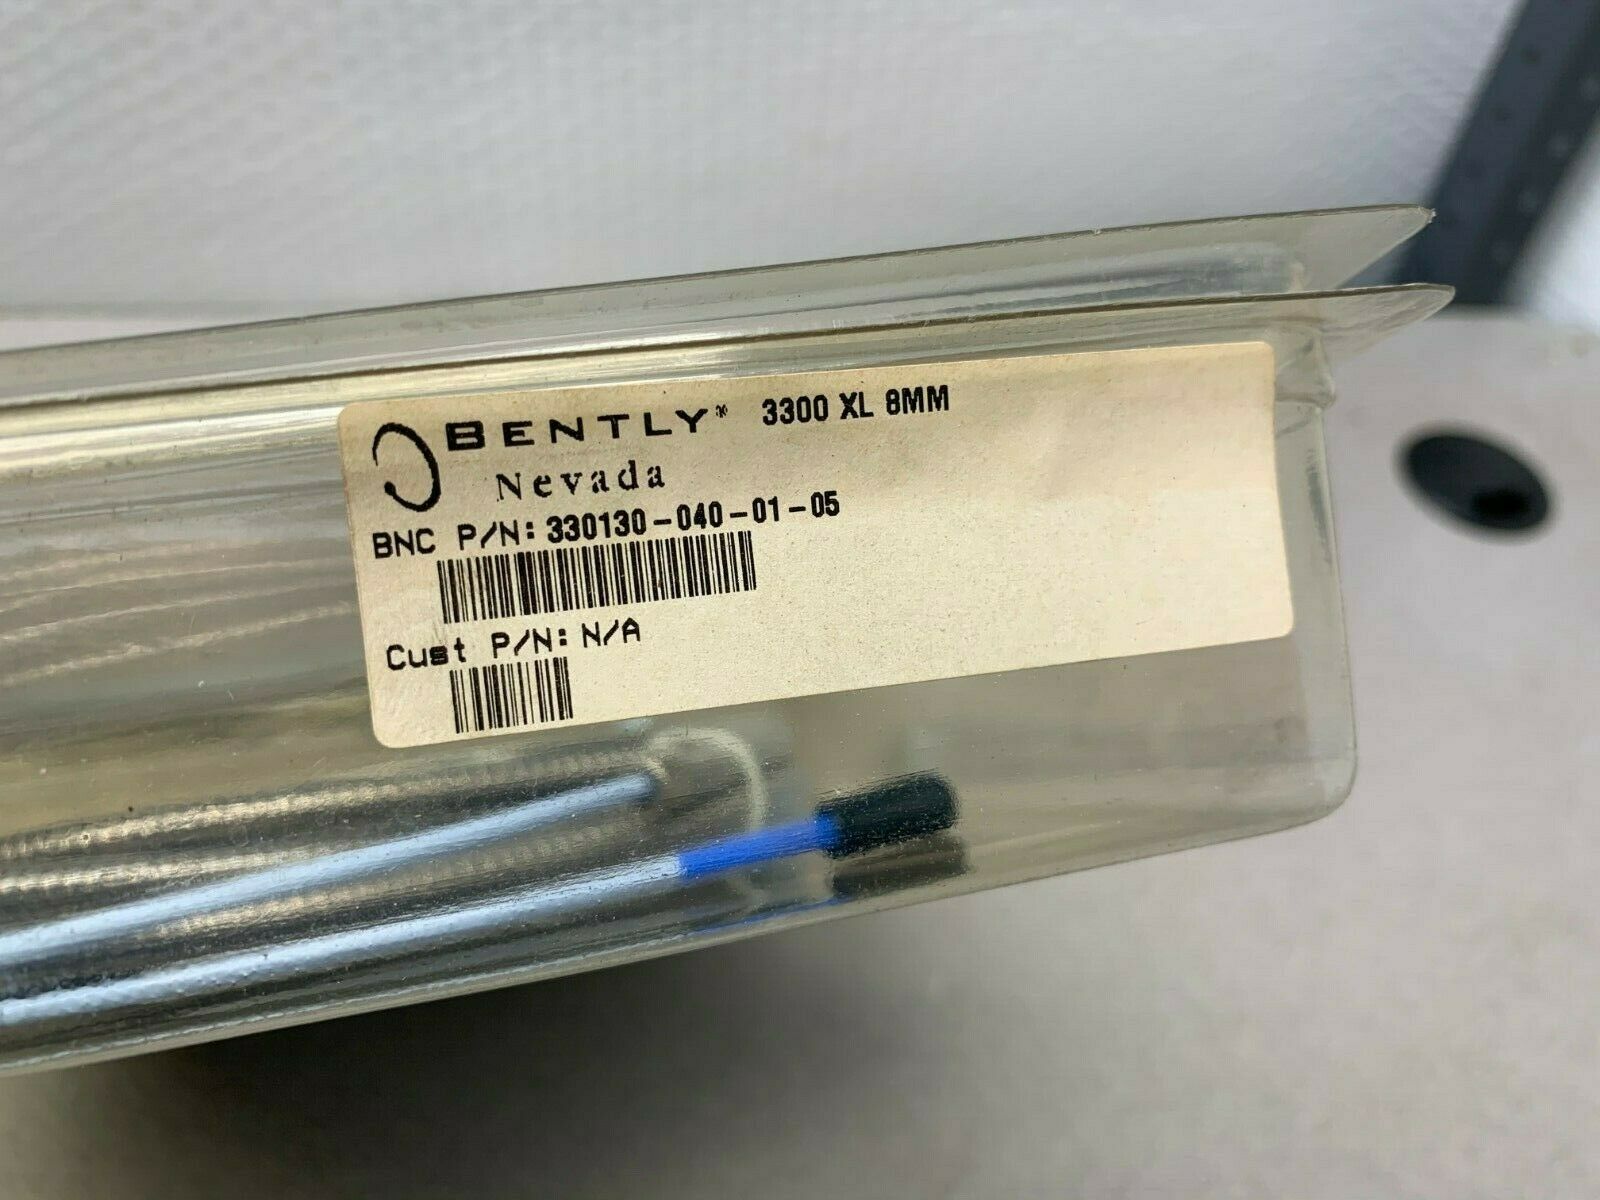 BENTLY® 3300 XL 8MM
Nevada
BNC P/N: 330130-040-01-05
Cust P/N: N/A